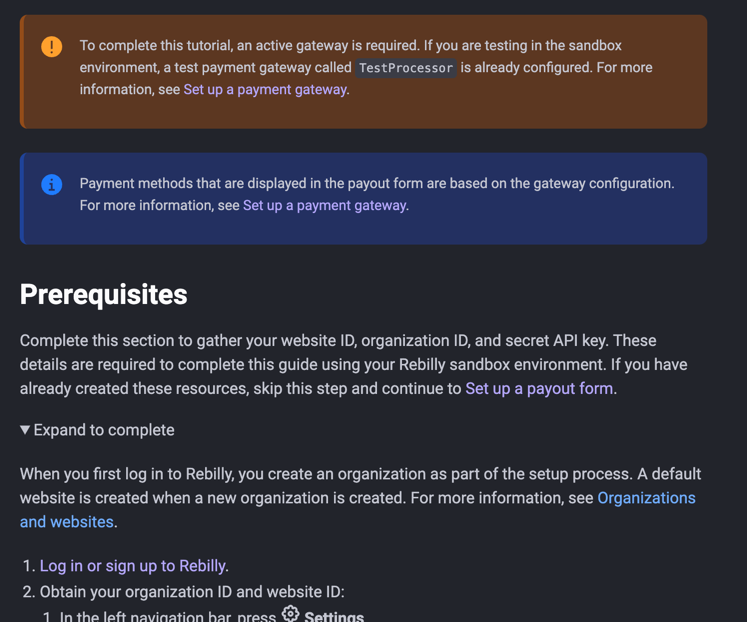 To complete this tutorial, an active gateway is required. If you are testing in the sandbox
environment, a test payment gateway called TestProcessor is already configured. For more
information, see Set up a payment gateway.
Payment methods that are displayed in the payout form are based on the gateway configuration.
For more information, see Set up a payment gateway.
Prerequisites
Complete this section to gather your website ID, organization ID, and secret API key. These
details are required to complete this guide using your Rebilly sandbox environment. If you have
already created these resources, skip this step and continue to Set up a payout form.
Expand to complete
When you first log in to Rebilly, you create an organization as part of the setup process. A default
website is created when a new organization is created. For more information, see Organizations
and websites.
1. Log in or sign up to Rebilly.
2. Obtain your organization ID and website ID:
1. In the left navigation bar, press Settings